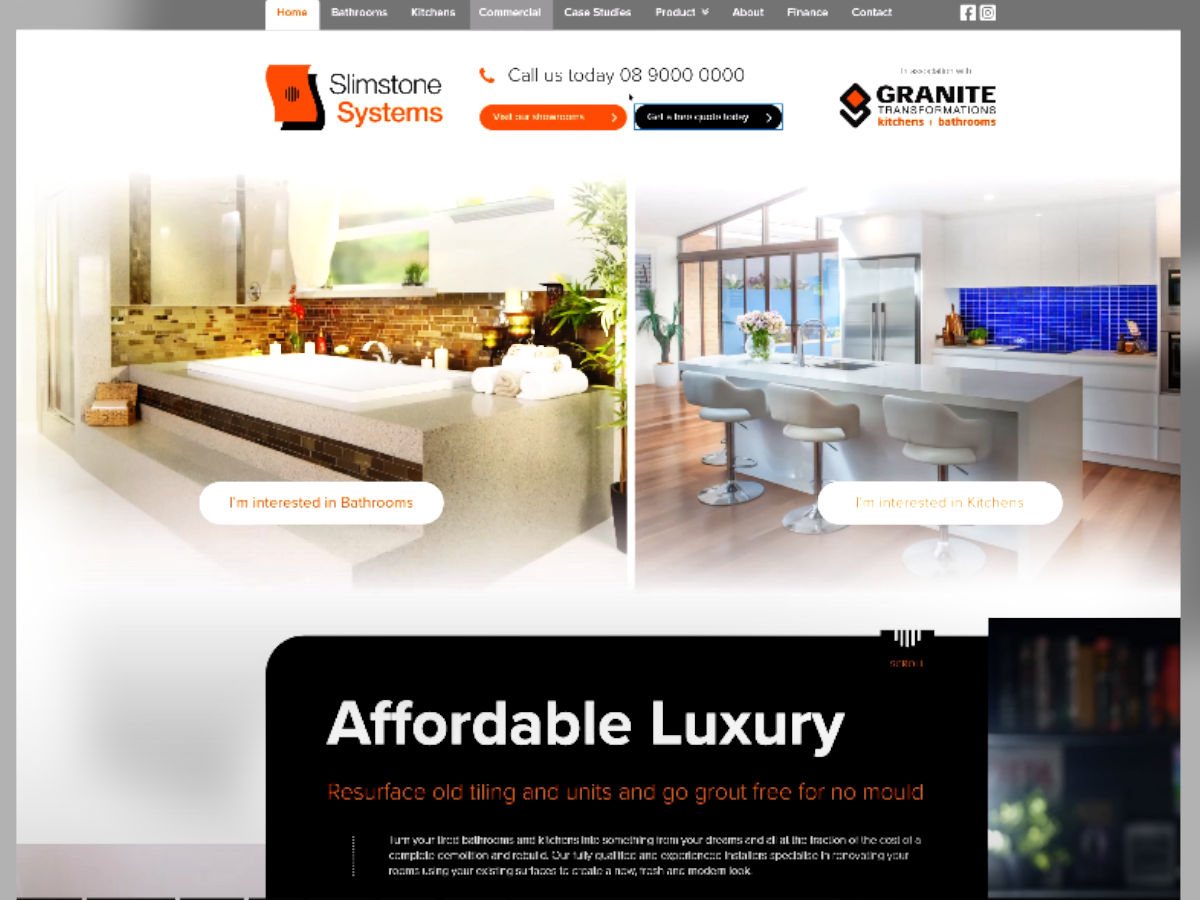 Home Bathrooms Kitchens Commercial Case Studies Product About Finance Contact
Slimstone
Systems
Call us today 08 9000 0000
Visit our showrooms
Get a free quote today
In association with
GRANITE
TRANSFORMATIONS
kitchens + bathrooms
I'm interested in Bathrooms
I'm interested in Kitchens
SCROLL
Affordable Luxury
Resurface old tiling and units and go grout free for no mould
Turn your tired bathrooms and kitchens into something from your dreams and all at the fraction of the cost of a
complete demolition and rebuild. Our fully qualified and experienced installers specialise in renovating your
rooms using your existing surfaces to create a new, fresh and modern look.